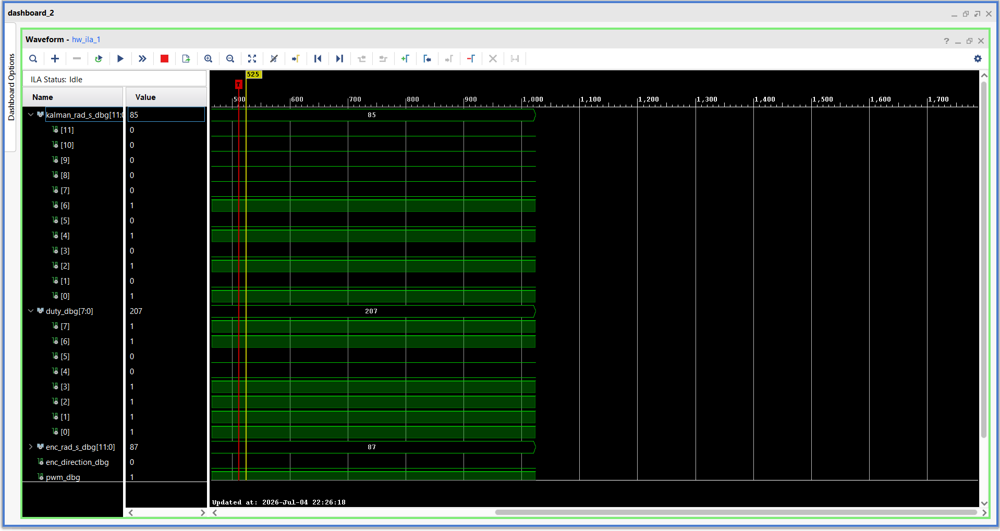 dashboard_2
Dashboard Options
Waveform - hw_ila_1
ILA Status: Idle
Name Value
525
T
500 600 700 800 900 1,000 1,100 1,200 1,300 1,400 1,500 1,600 1,700
kalman_rad_s_dbg[11:0 85 85
[11] 0
[10] 0
[9] 0
[8] 0
[7] 0
[6] 1
[5] 0
[4] 1
[3] 0
[2] 1
[1] 0
[0] 1
duty_dbg[7:0] 207 207
[7] 1
[6] 1
[5] 0
[4] 0
[3] 1
[2] 1
[1] 1
[0] 1
enc_rad_s_dbg[11:0] 87 87
enc_direction_dbg 0
pwm_dbg 1
Updated at: 2026-Jul-04 22:26:18